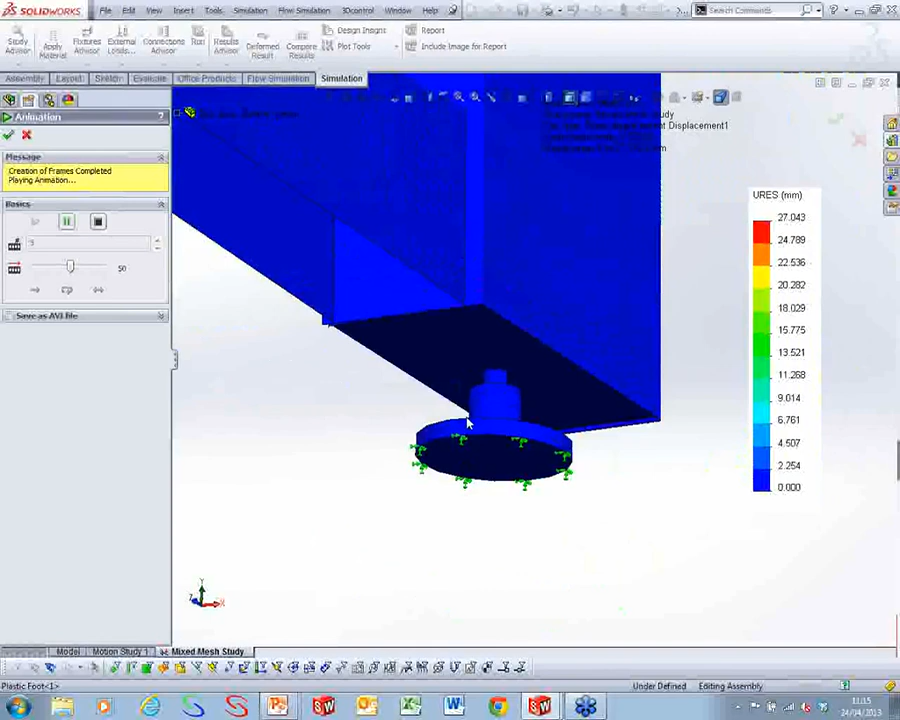 SOLIDWORKS
File Edit View Insert Tools Simulation Flow Simulation 3Dcontrol Window Help
Search Commands
Study Advisor
Apply Material
Fixtures Advisor
External Loads...
Connections Advisor
Run
Results Advisor
Deformed Result
Compare Results
Design Insight
Plot Tools
Report
Include Image for Report
Assembly Layout Sketch Evaluate Office Products Flow Simulation Simulation
Animation ?
Message
Creation of Frames Completed
Playing Animation...
Basics
50
Save as AVI file
Displacement1
URES (mm)
27.043
24.789
22.536
20.282
18.029
15.775
13.521
11.268
9.014
6.761
4.507
2.254
0.000
Y
X
Z
Model Motion Study 1 Mixed Mesh Study
Plastic Foot<1>
Under Defined Editing Assembly
11:15
24/04/2013